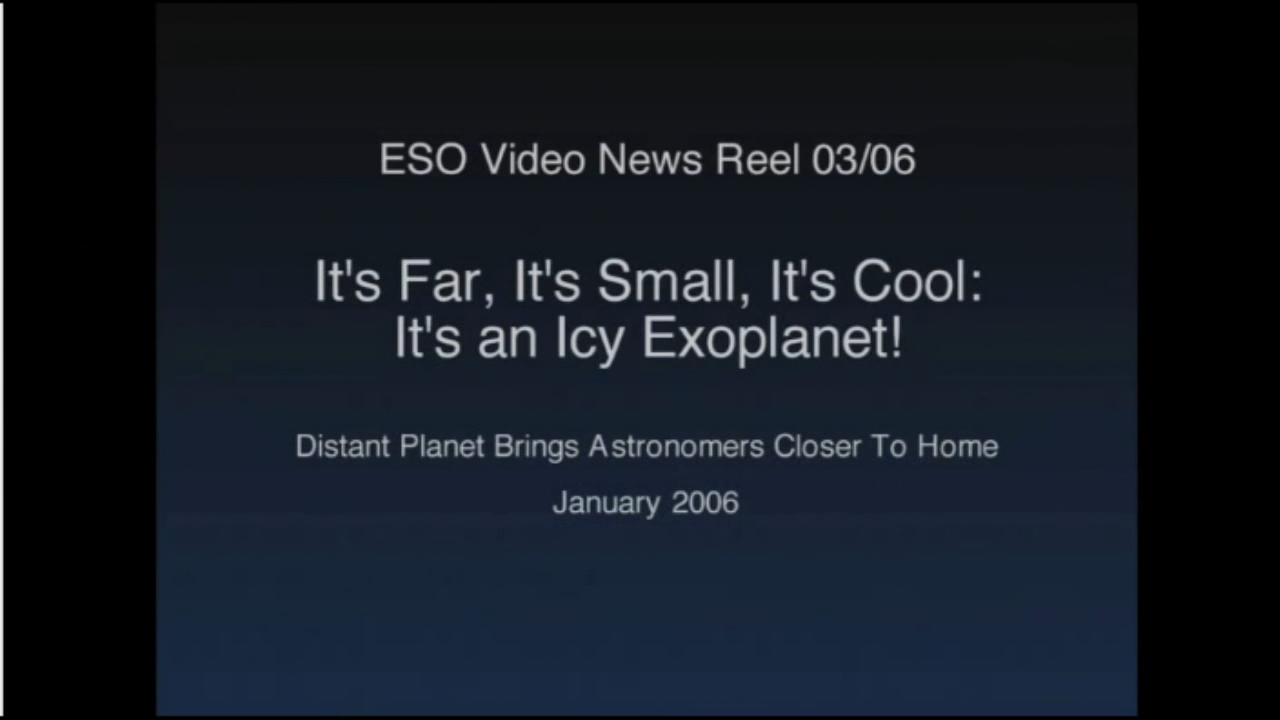 ESO Video News Reel 03/06
It's Far, It's Small, It's Cool:
It's an Icy Exoplanet!
Distant Planet Brings Astronomers Closer To Home
January 2006